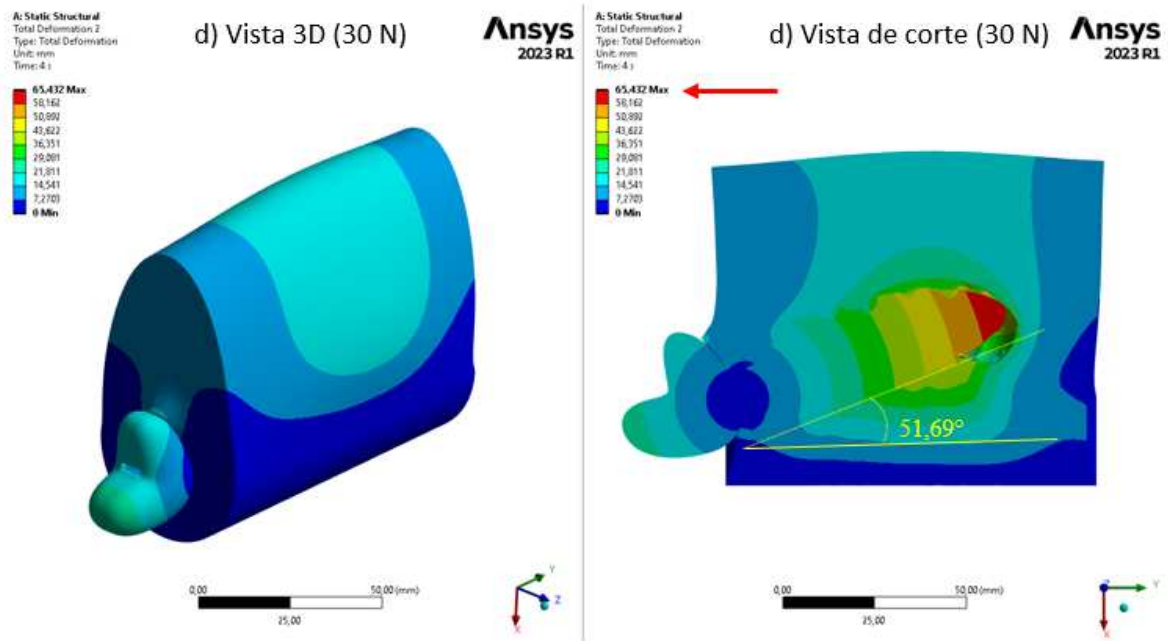 A: Static Structural
Total Deformation 2
Type: Total Deformation
Unit: mm
Time: 4 s
d) Vista 3D (30 N)
Ansys
2023 R1
65,432 Max
58,162
50,892
43,622
36,351
29,081
21,811
14,541
7,2703
0 Min
0,00
50,00 (mm)
25,00
Y
Z
X
A: Static Structural
Total Deformation 2
Type: Total Deformation
Unit: mm
Time: 4 s
d) Vista de corte (30 N)
Ansys
2023 R1
65,432 Max
58,162
50,892
43,622
36,351
29,081
21,811
14,541
7,2703
0 Min
51,69°
0,00
50,00 (mm)
25,00
Z
Y
X